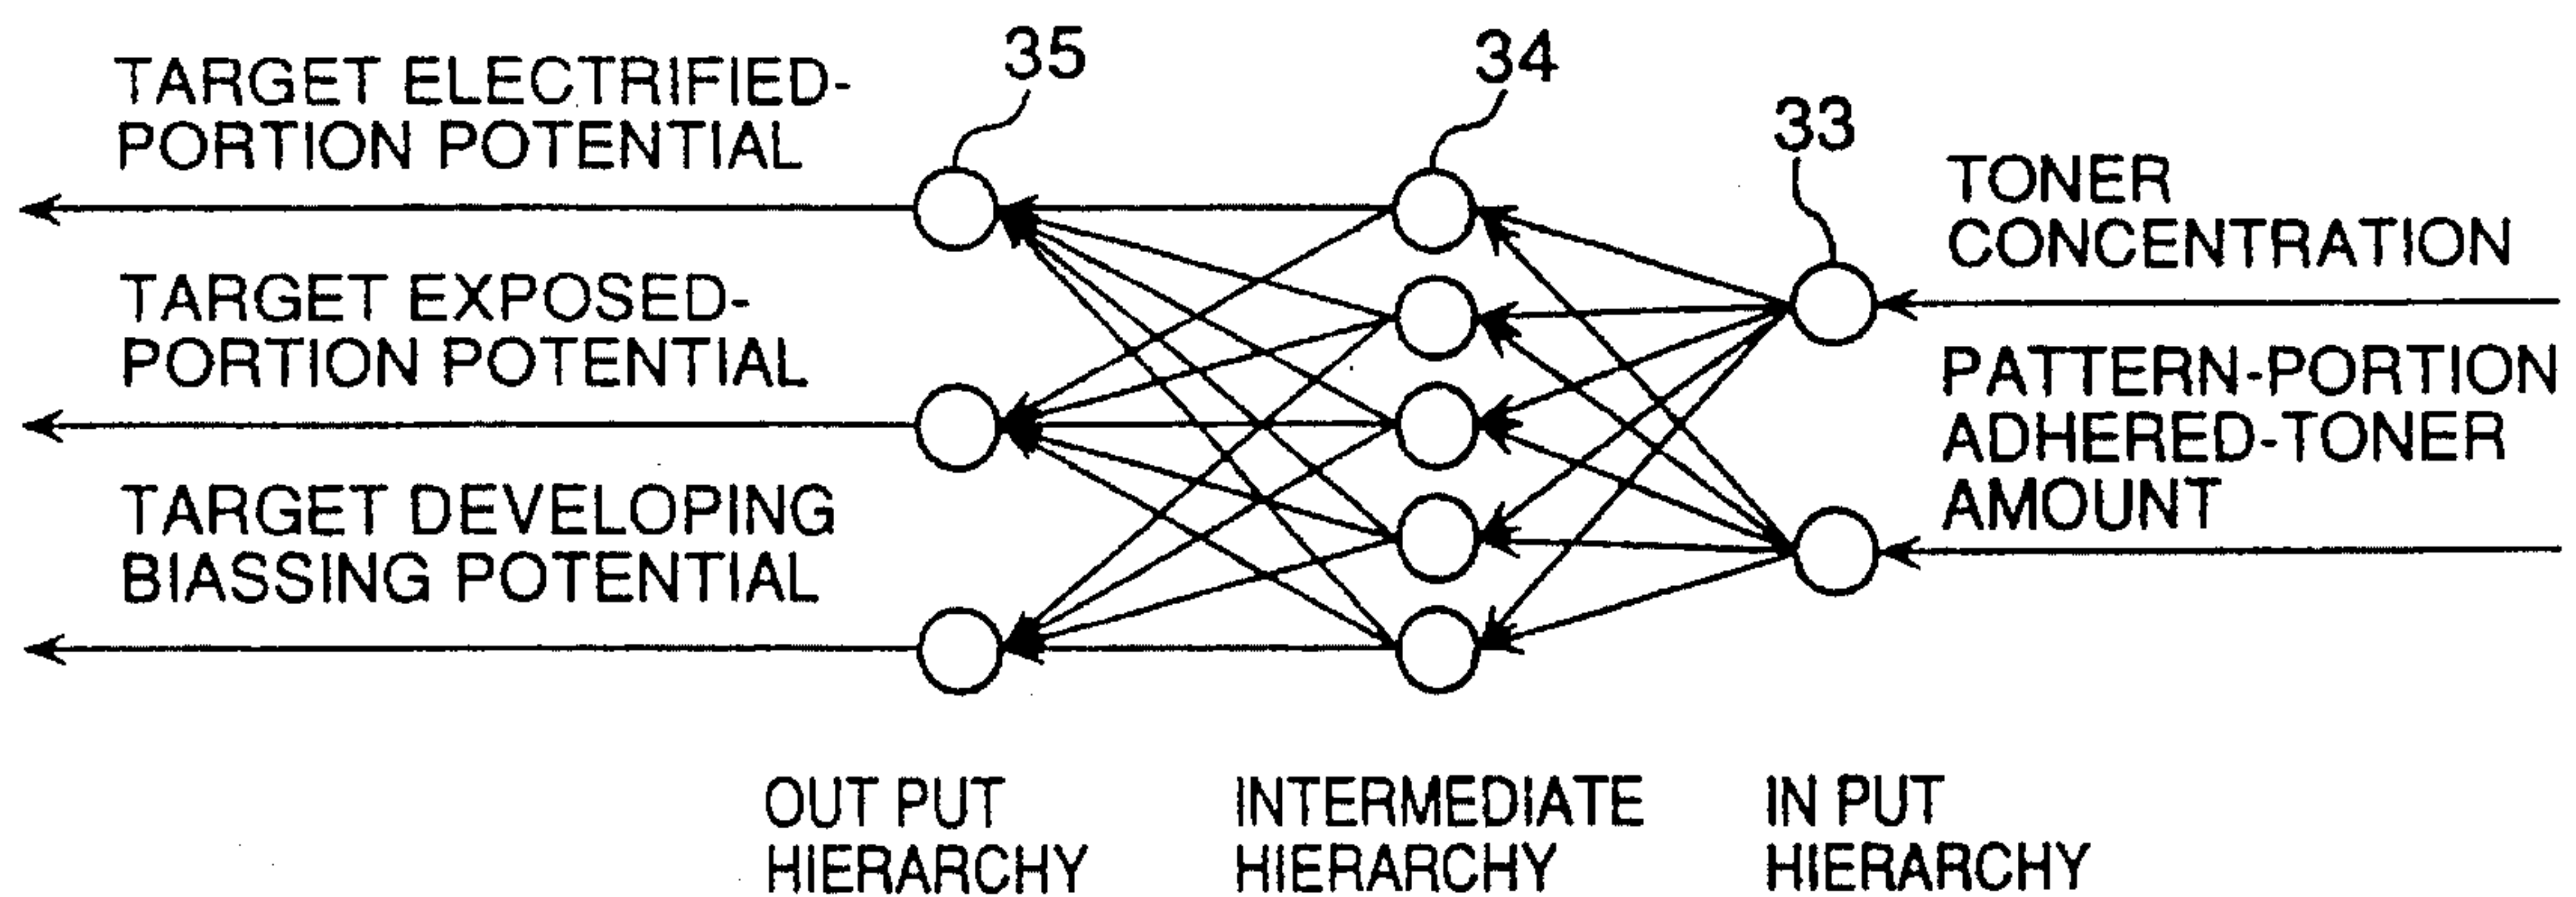 35
34
33
TARGET ELECTRIFIED-
PORTION POTENTIAL
TARGET EXPOSED-
PORTION POTENTIAL
TARGET DEVELOPING
BIASSING POTENTIAL
TONER
CONCENTRATION
PATTERN-PORTION
ADHERED-TONER
AMOUNT
OUT PUT
HIERARCHY
INTERMEDIATE
HIERARCHY
IN PUT
HIERARCHY